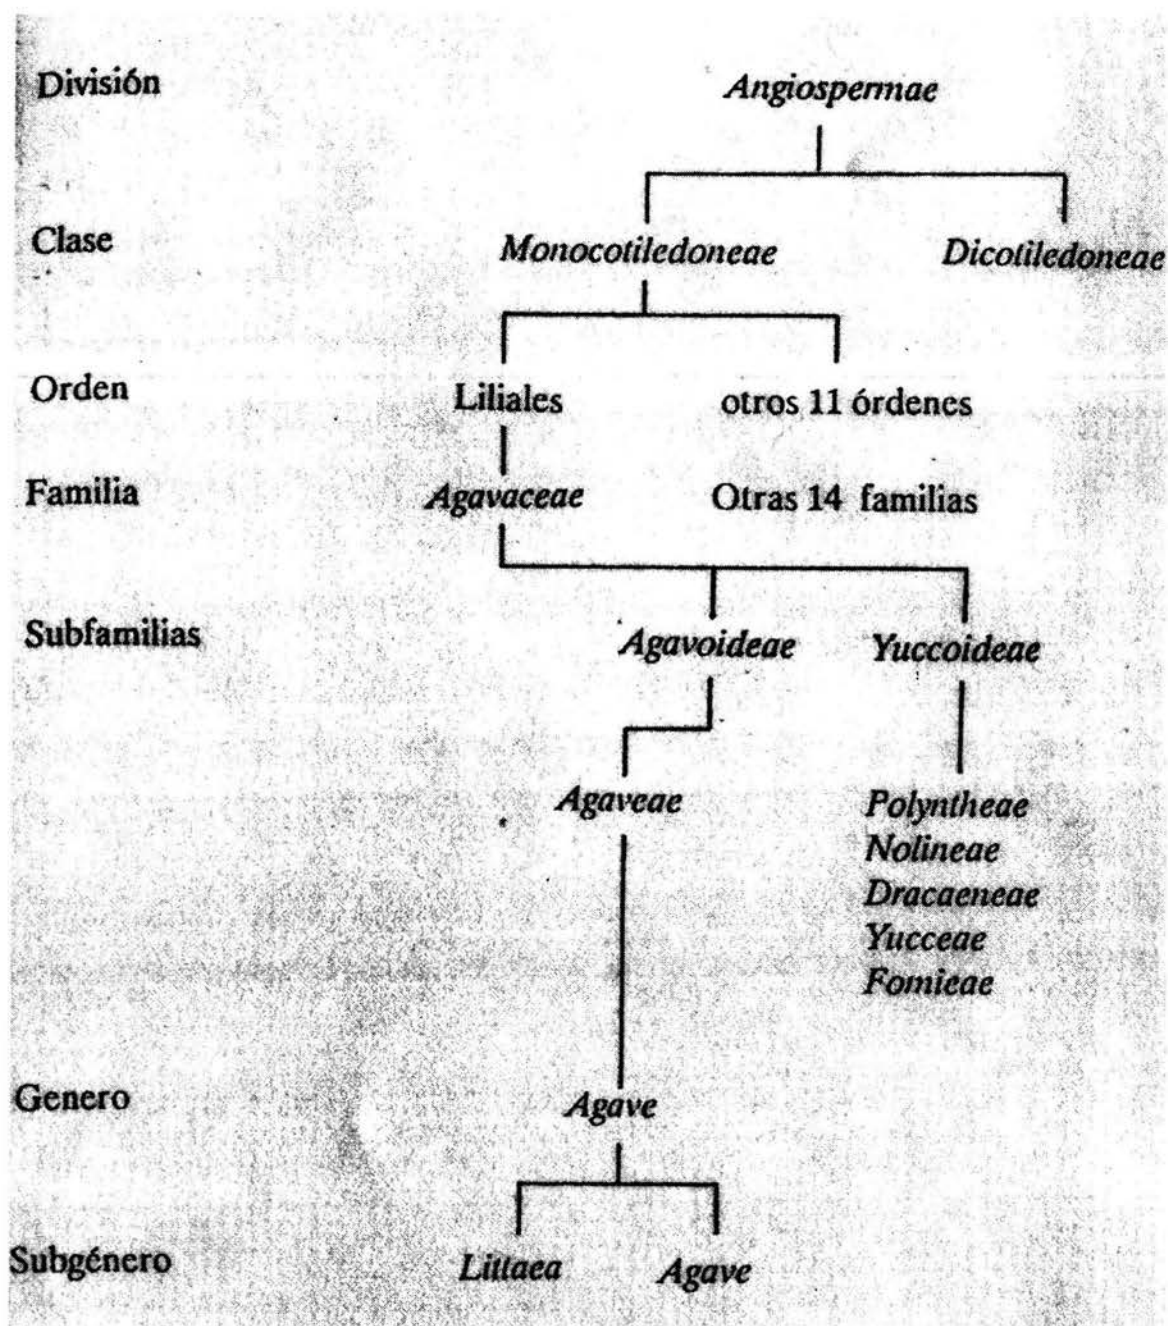 División Angiospermae
Clase Monocotiledoneae Dicotiledoneae
Orden Liliales otros 11 órdenes
Familia Agavaceae Otras 14 familias
Subfamilias Agavoideae Yuccoideae
Agaveae Polyntheae
Nolineae
Dracaeneae
Yucceae
Fomieae
Genero Agave
Subgénero Littaea Agave